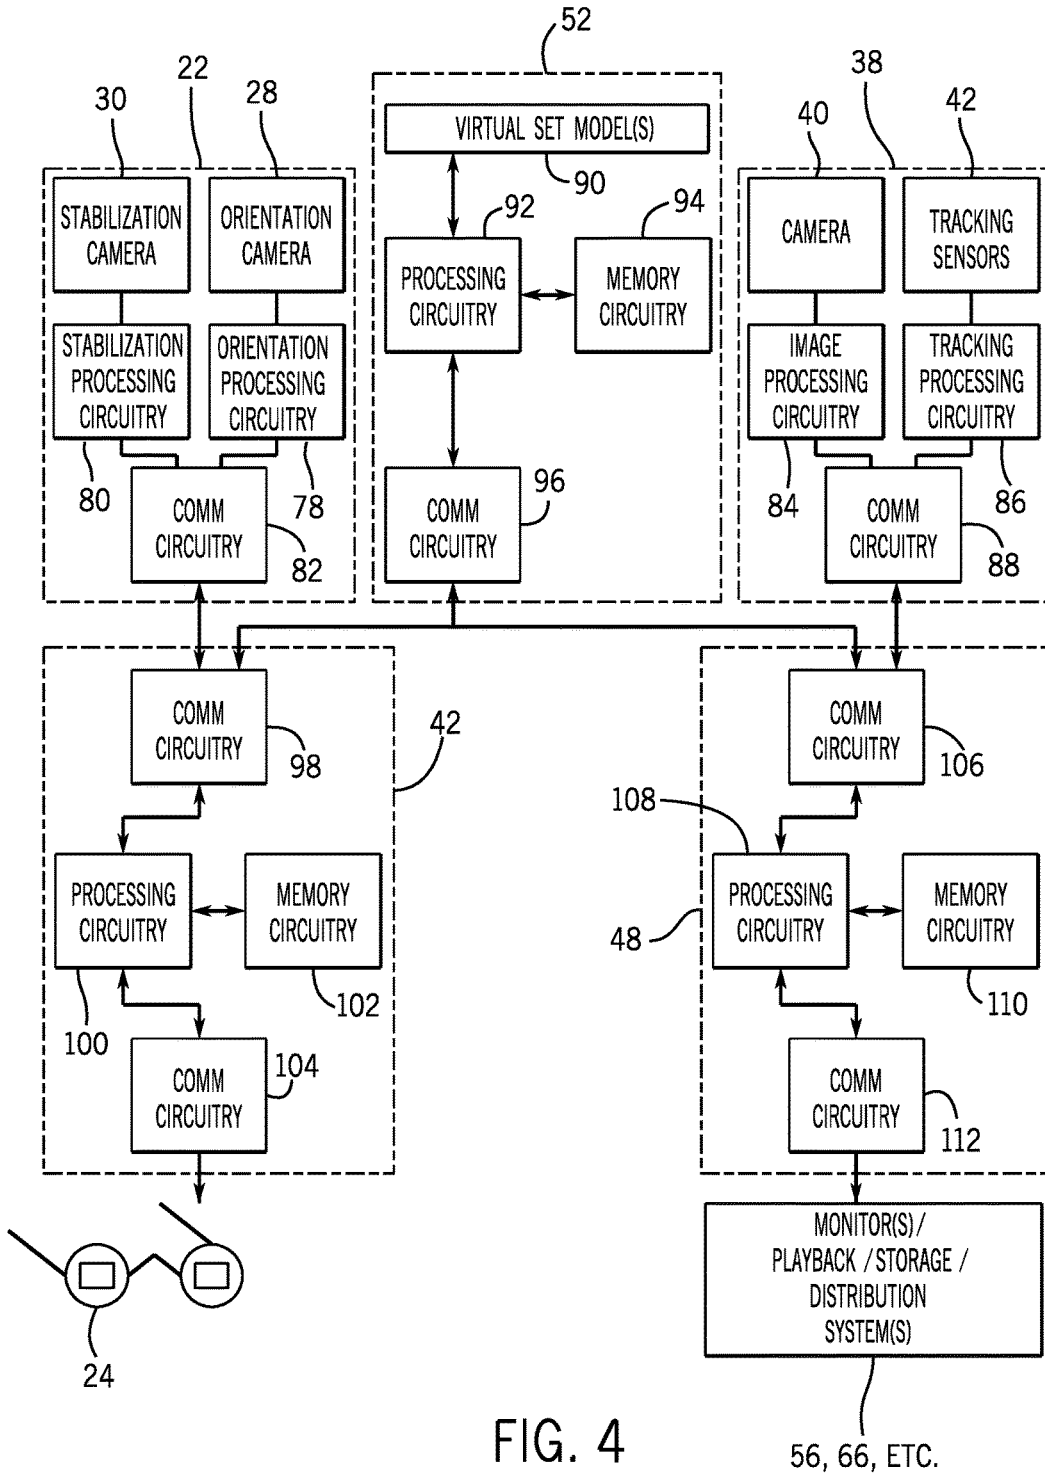 52
22
38
30
28
40
42
VIRTUAL SET MODEL(S)
90
92
94
STABILIZATION
CAMERA
ORIENTATION
CAMERA
PROCESSING
CIRCUITRY
MEMORY
CIRCUITRY
CAMERA
TRACKING
SENSORS
STABILIZATION
PROCESSING
CIRCUITRY
ORIENTATION
PROCESSING
CIRCUITRY
IMAGE
PROCESSING
CIRCUITRY
TRACKING
PROCESSING
CIRCUITRY
80
78
96
84
86
COMM
CIRCUITRY
82
COMM
CIRCUITRY
COMM
CIRCUITRY
88
COMM
CIRCUITRY
98
42
COMM
CIRCUITRY
106
108
PROCESSING
CIRCUITRY
MEMORY
CIRCUITRY
48
PROCESSING
CIRCUITRY
MEMORY
CIRCUITRY
100
102
110
COMM
CIRCUITRY
104
COMM
CIRCUITRY
112
MONITOR(S)/
PLAYBACK / STORAGE /
DISTRIBUTION
SYSTEM(S)
24
FIG. 4
56, 66, ETC.